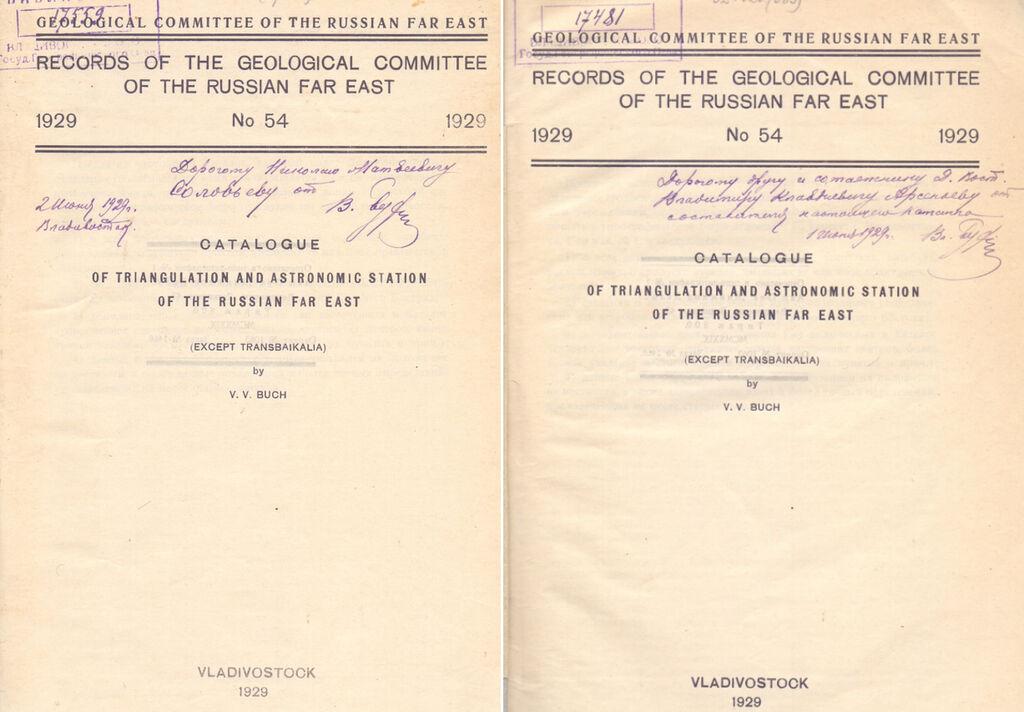 17559
GEOLOGICAL COMMITTEE OF THE RUSSIAN FAR EAST
RECORDS OF THE GEOLOGICAL COMMITTEE
OF THE RUSSIAN FAR EAST
1929 No 54 1929
Дорогому Николаю Матвеевичу
Соловьеву от
2 Июня 1929г. В.
Владивосток.
CATALOGUE
OF TRIANGULATION AND ASTRONOMIC STATION
OF THE RUSSIAN FAR EAST
(EXCEPT TRANSBAIKALIA)
by
V. V. BUCH
VLADIVOSTOCK
1929
17481
GEOLOGICAL COMMITTEE OF THE RUSSIAN FAR EAST
RECORDS OF THE GEOLOGICAL COMMITTEE
OF THE RUSSIAN FAR EAST
1929 No 54 1929
Дорогому другу и
Владимиру Клавдиевичу Арсеньеву от
составителя настоящего каталога
1 июня 1929г. Вл.
CATALOGUE
OF TRIANGULATION AND ASTRONOMIC STATION
OF THE RUSSIAN FAR EAST
(EXCEPT TRANSBAIKALIA)
by
V. V. BUCH
VLADIVOSTOCK
1929